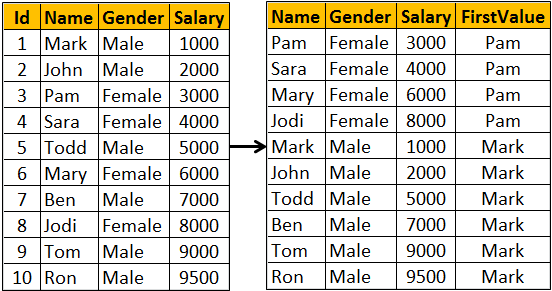 Id Name Gender Salary
1 Mark Male 1000
2 John Male 2000
3 Pam Female 3000
4 Sara Female 4000
5 Todd Male 5000
6 Mary Female 6000
7 Ben Male 7000
8 Jodi Female 8000
9 Tom Male 9000
10 Ron Male 9500
Name Gender Salary FirstValue
Pam Female 3000 Pam
Sara Female 4000 Pam
Mary Female 6000 Pam
Jodi Female 8000 Pam
Mark Male 1000 Mark
John Male 2000 Mark
Todd Male 5000 Mark
Ben Male 7000 Mark
Tom Male 9000 Mark
Ron Male 9500 Mark